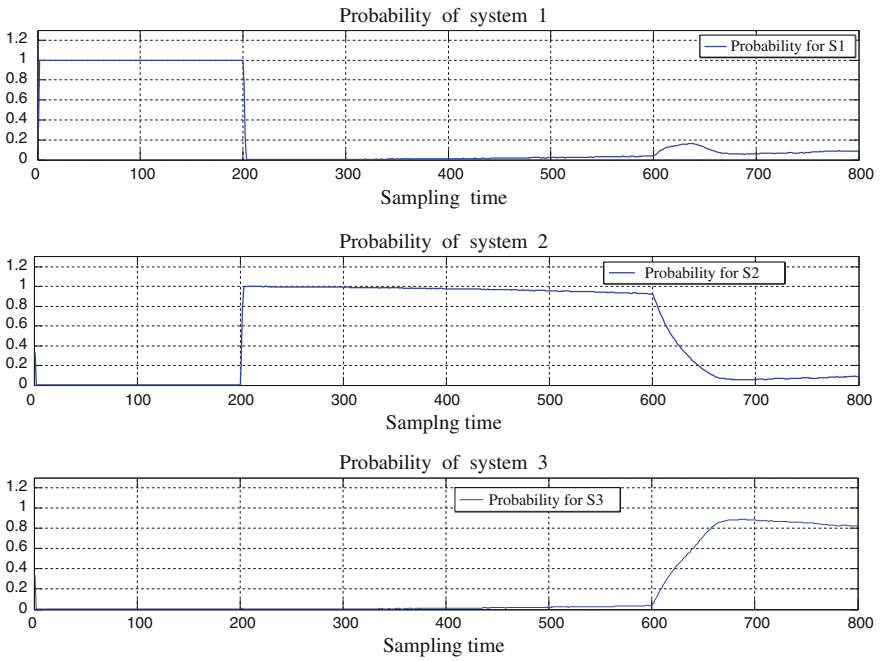 Probability of system 1
1.2
1
0.8
0.6
0.4
0.2
0
Probability for S1
0 100 200 300 400 500 600 700 800
Sampling time
Probability of system 2
1.2
1
0.8
0.6
0.4
0.2
0
Probability for S2
0 100 200 300 400 500 600 700 800
Samplng time
Probability of system 3
1.2
1
0.8
0.6
0.4
0.2
0
Probability for S3
0 100 200 300 400 500 600 700 800
Sampling time